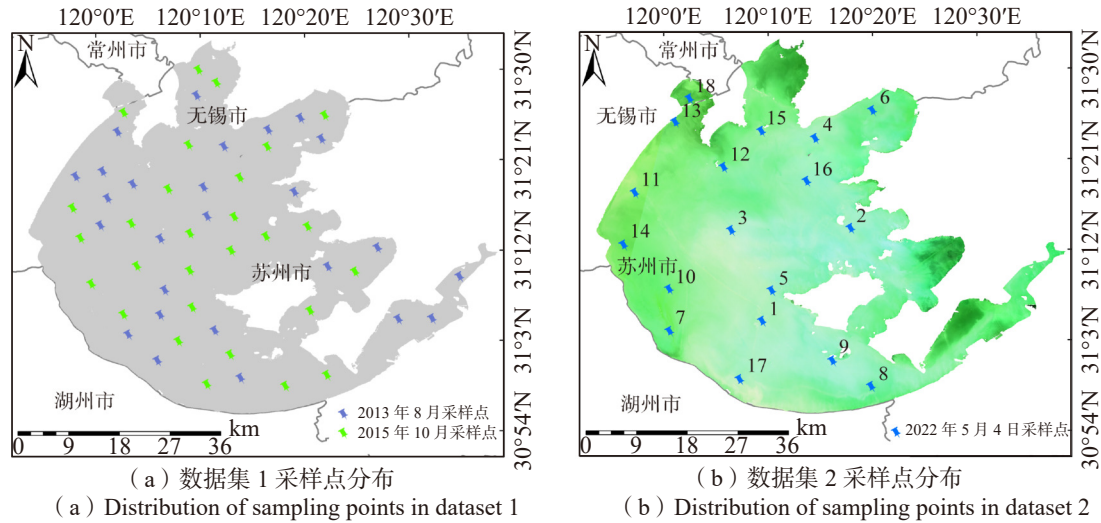 120°0′E 120°10′E 120°20′E
N
常州市
无锡市
苏州市
湖州市
31°30′N
31°21′N
31°12′N
31°3′N
30°54′N
2013 年 8 月采样点
2015 年 10 月采样点
km
0 9 18 27 36
（a）数据集 1 采样点分布
（a）Distribution of sampling points in dataset 1
120°0′E 120°10′E 120°20′E
N
常州市
18
无锡市 13
6
15
4
12
16
11
3
2
14
苏州市
10
5
7
1
9
17
8
湖州市
31°30′N
31°21′N
31°12′N
31°3′N
30°54′N
km
2022 年 5 月 4 日采样点
0 9 18 27 36
（b）数据集 2 采样点分布
（b）Distribution of sampling points in dataset 2